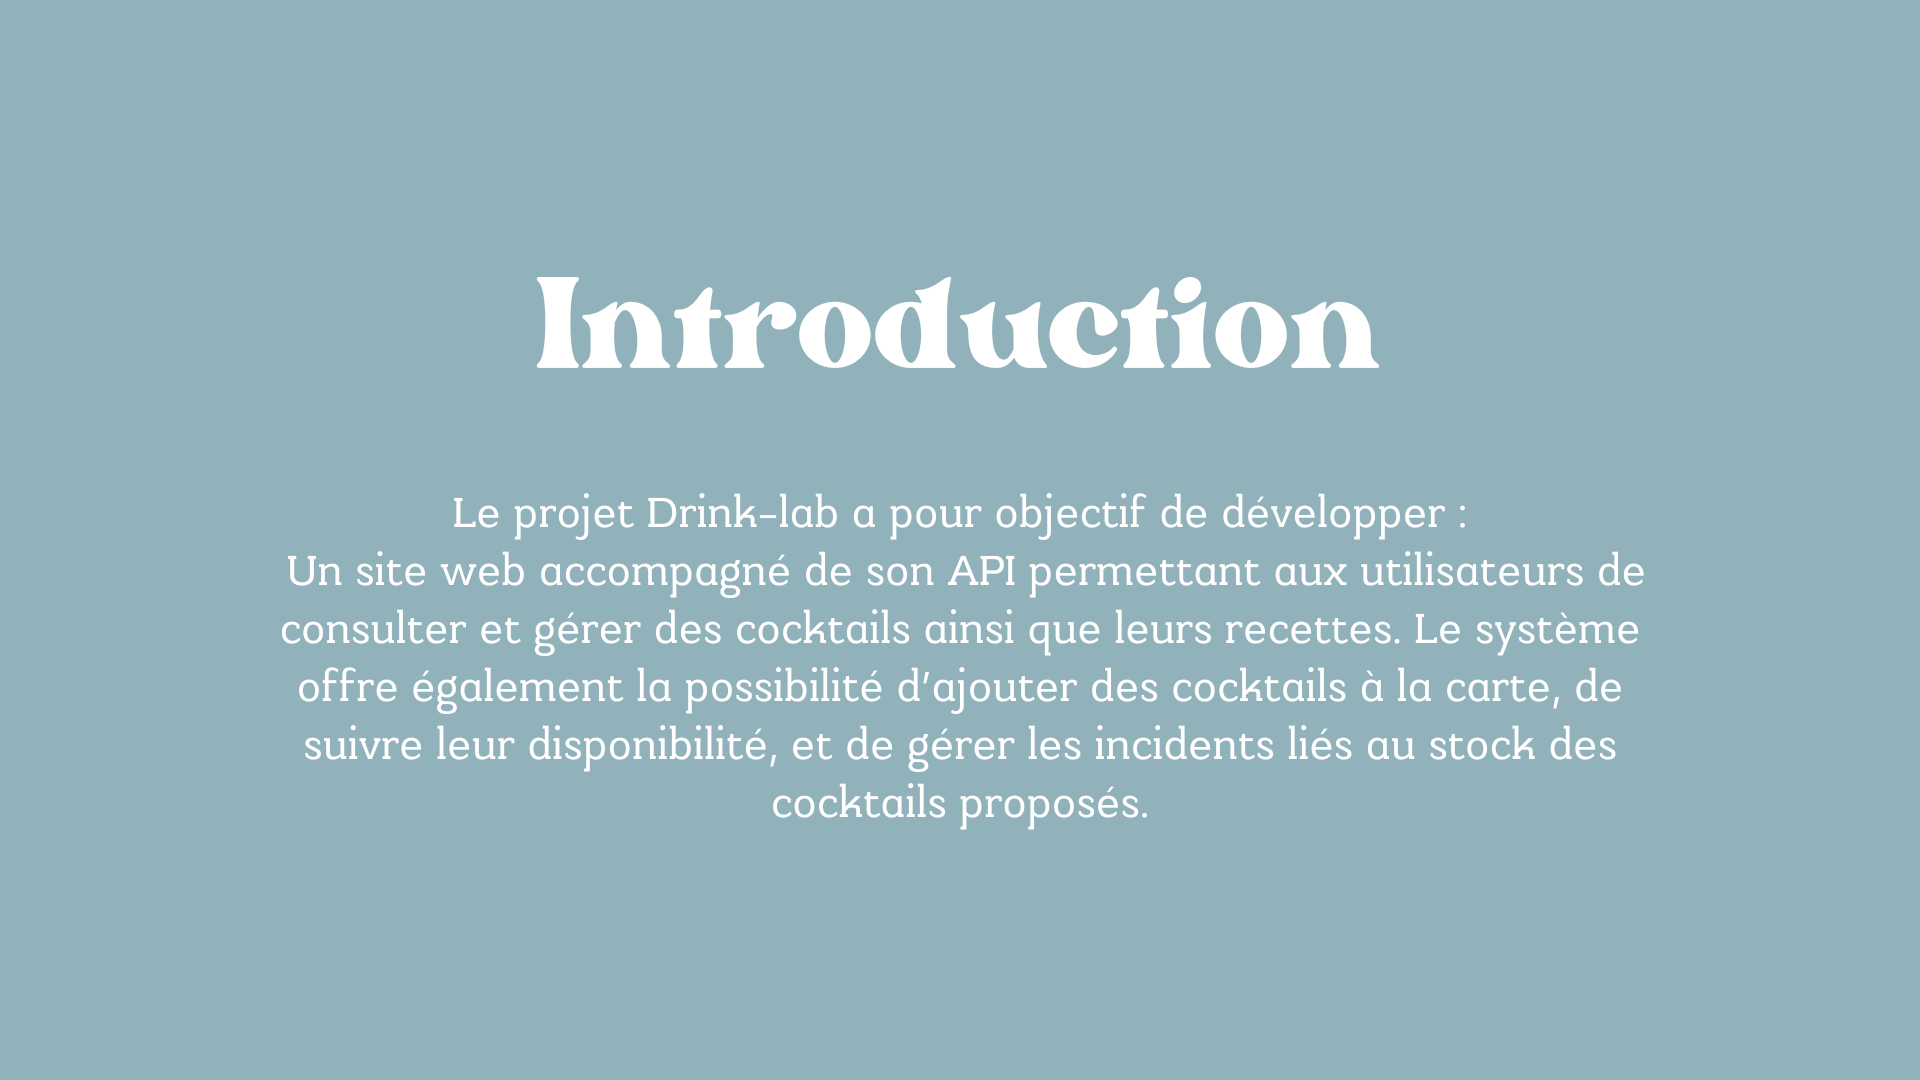 Introduction
Le projet Drink-lab a pour objectif de développer :
Un site web accompagné de son API permettant aux utilisateurs de
consulter et gérer des cocktails ainsi que leurs recettes. Le système
offre également la possibilité d'ajouter des cocktails à la carte, de
suivre leur disponibilité, et de gérer les incidents liés au stock des
cocktails proposés.